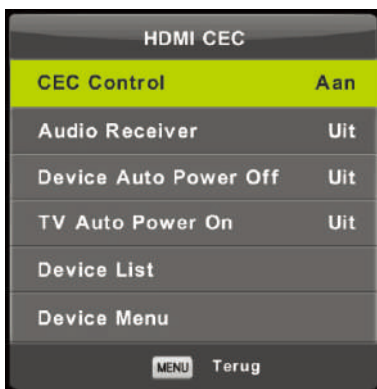 HDMI CEC
CEC Control Aan
Audio Receiver Uit
Device Auto Power Off Uit
TV Auto Power On Uit
Device List
Device Menu
MENU Terug